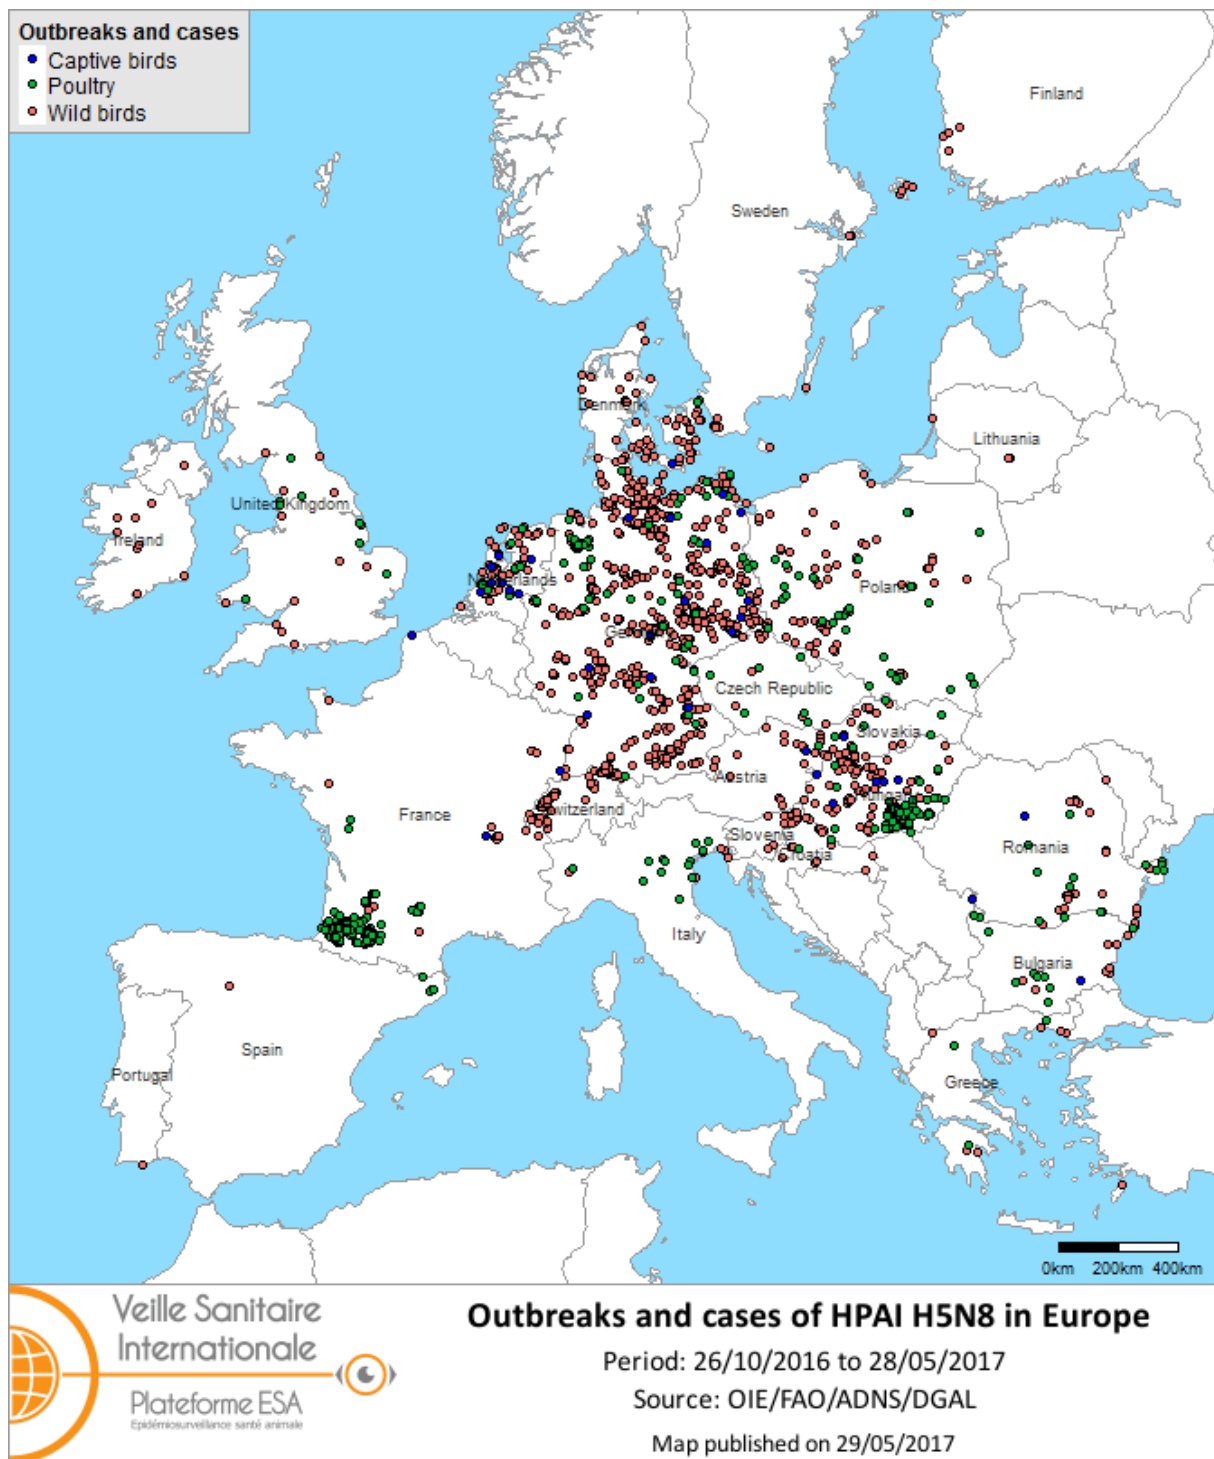 Outbreaks and cases
Captive birds
Poultry
Wild birds
Finland
Sweden
Denmark
Lithuania
United Kingdom
Ireland
Netherlands
Poland
Germany
Czech Republic
Slovakia
Austria
Hungary
France
Switzerland
Slovenia
Croatia
Romania
Italy
Bulgaria
Spain
Portugal
Greece
0km 200km 400km
Veille Sanitaire
Internationale
Plateforme ESA
Epidémiosurveillance santé animale
Outbreaks and cases of HPAI H5N8 in Europe
Period: 26/10/2016 to 28/05/2017
Source: OIE/FAO/ADNS/DGAL
Map published on 29/05/2017